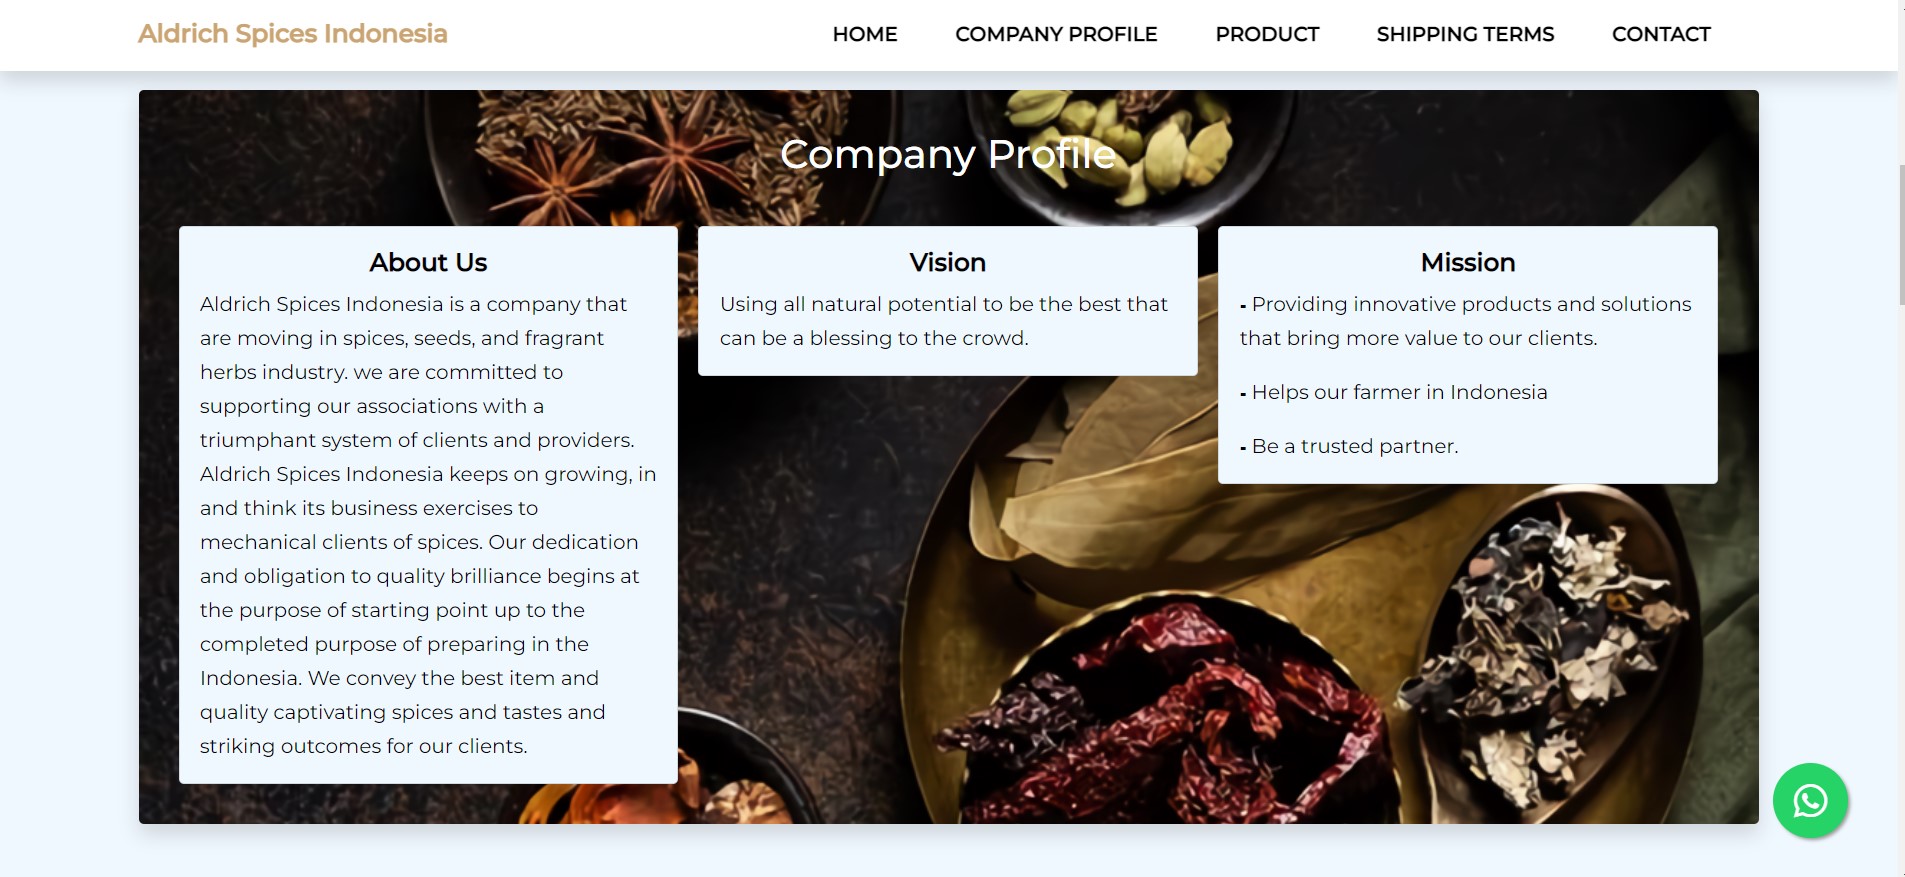 Aldrich Spices Indonesia
HOME
COMPANY PROFILE
PRODUCT
SHIPPING TERMS
CONTACT
Company Profile
About Us
Aldrich Spices Indonesia is a company that
are moving in spices, seeds, and fragrant
herbs industry. we are committed to
supporting our associations with a
triumphant system of clients and providers.
Aldrich Spices Indonesia keeps on growing, in
and think its business exercises to
mechanical clients of spices. Our dedication
and obligation to quality brilliance begins at
the purpose of starting point up to the
completed purpose of preparing in the
Indonesia. We convey the best item and
quality captivating spices and tastes and
striking outcomes for our clients.
Vision
Using all natural potential to be the best that
can be a blessing to the crowd.
Mission
- Providing innovative products and solutions
that bring more value to our clients.
- Helps our farmer in Indonesia
- Be a trusted partner.